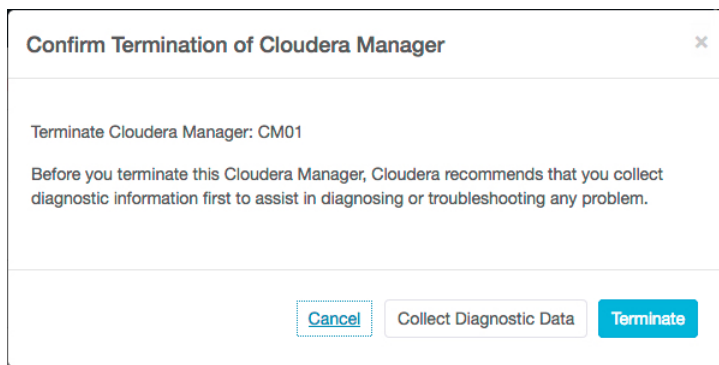 Confirm Termination of Cloudera Manager
Terminate Cloudera Manager: CM01
Before you terminate this Cloudera Manager, Cloudera recommends that you collect
diagnostic information first to assist in diagnosing or troubleshooting any problem.
Cancel Collect Diagnostic Data Terminate